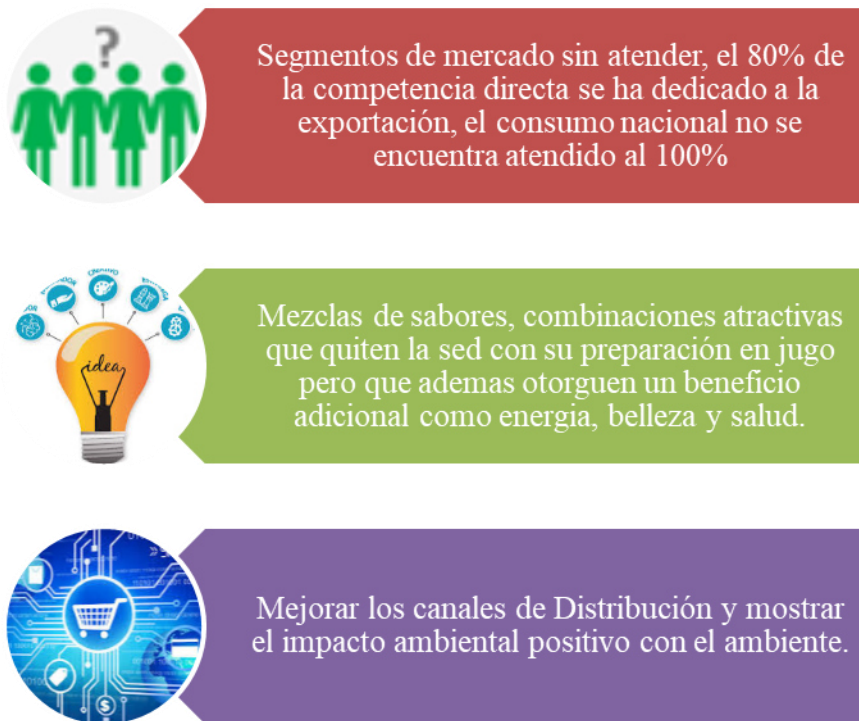 ?
Segmentos de mercado sin atender, el 80% de
la competencia directa se ha dedicado a la
exportación, el consumo nacional no se
encuentra atendido al 100%
idea
Mezclas de sabores, combinaciones atractivas
que quiten la sed con su preparación en jugo
pero que ademas otorguen un beneficio
adicional como energia, belleza y salud.
$
Mejorar los canales de Distribución y mostrar
el impacto ambiental positivo con el ambiente.